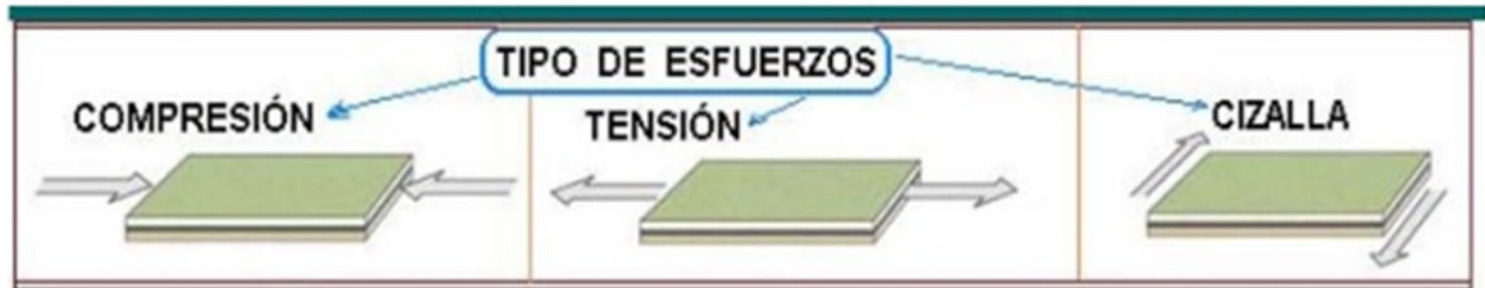 TIPO DE ESFUERZOS
COMPRESIÓN
TENSIÓN
CIZALLA